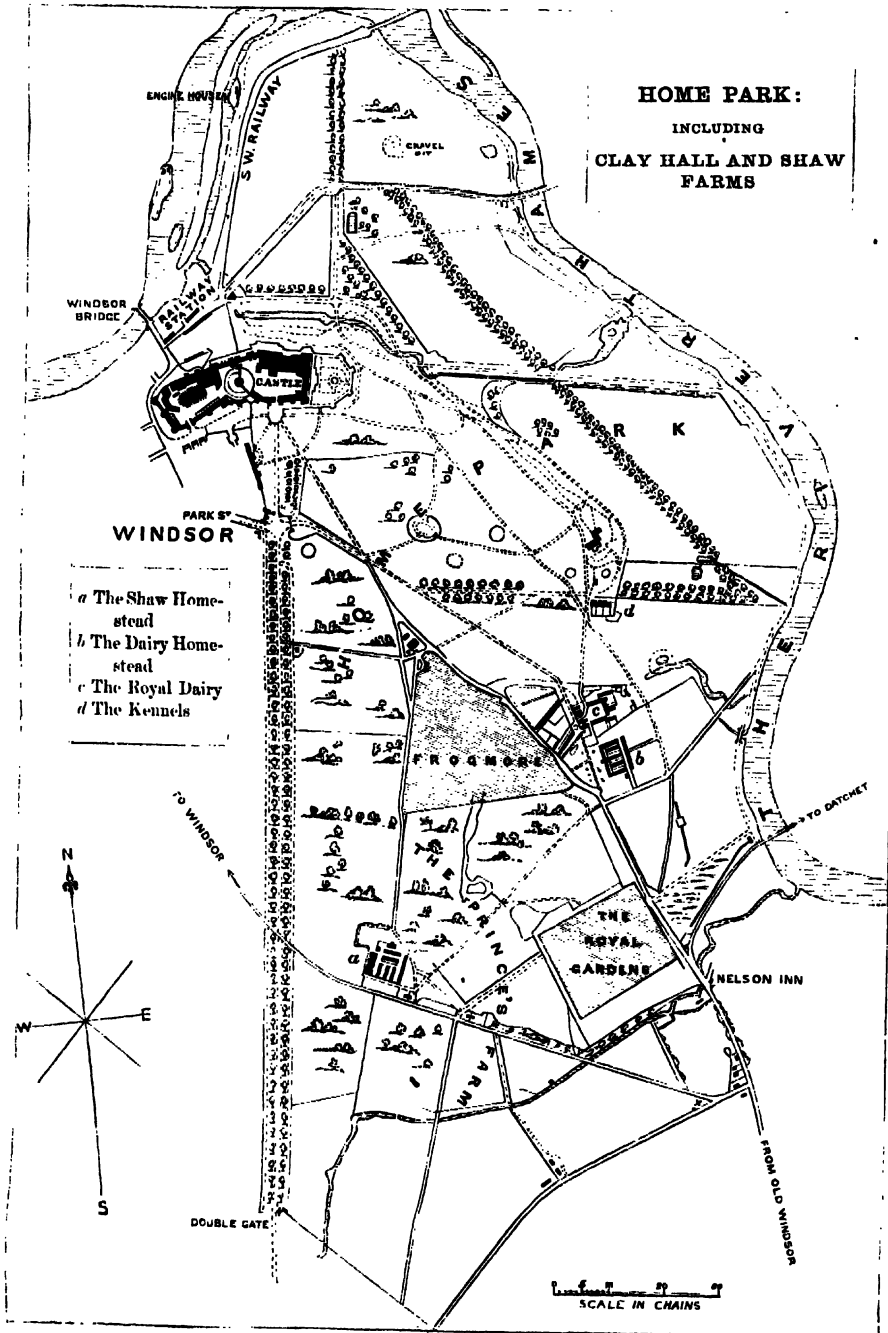 HOME PARK:
INCLUDING
CLAY HALL AND SHAW
FARMS
ENGINE HOUSE
S.W. RAILWAY
GRAVEL
PIT
THE RIVER THAMES
WINDSOR
BRIDGE
RAILWAY
STATION
CASTLE
HOME PARK
PARK ST
WINDSOR
a The Shaw Home-
stead
b The Dairy Home-
stead
c The Royal Dairy
d The Kennels
d
c
b
FROGMORE
TO WINDSOR
TO DATCHET
THE PRINCE'S FARM
THE
ROYAL
GARDENS
a
NELSON INN
N
W
E
S
FROM OLD WINDSOR
DOUBLE GATE
SCALE IN CHAINS